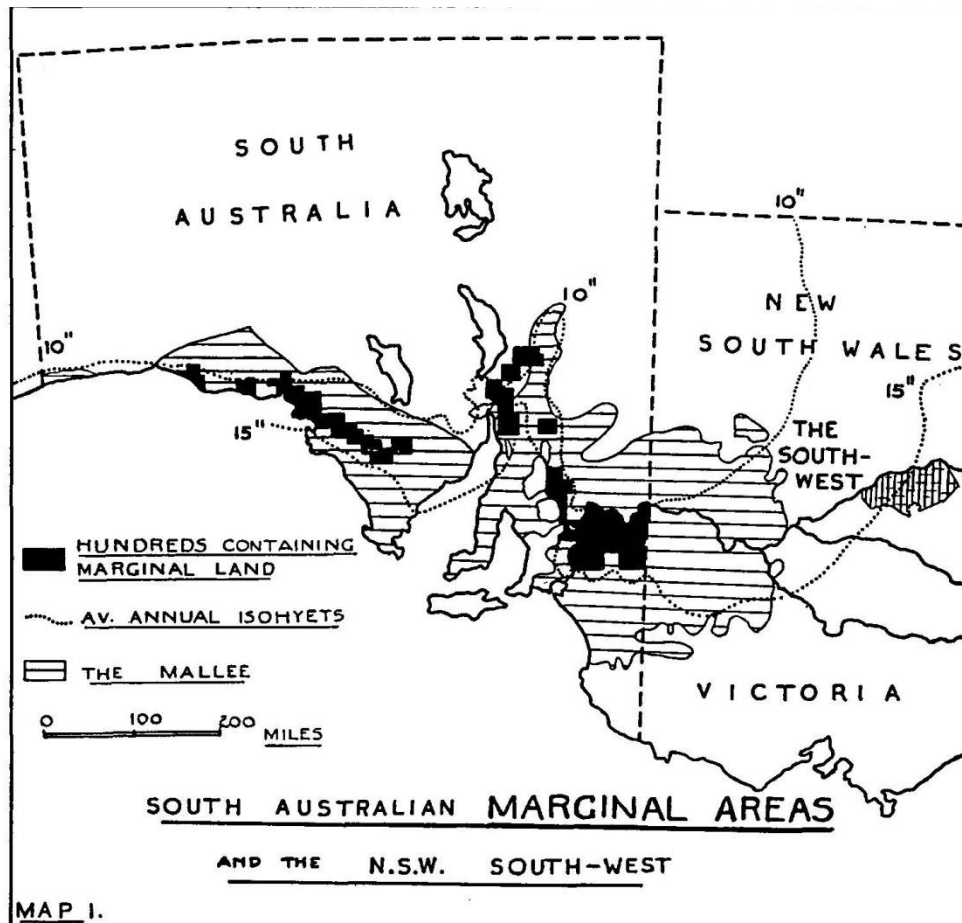 SOUTH
AUSTRALIA
10"
NEW
SOUTH WALES
10"
10"
15"
15"
THE
SOUTH-
WEST
HUNDREDS CONTAINING
MARGINAL LAND
AV. ANNUAL ISOHYETS
THE MALLEE
0 100 200 MILES
VICTORIA
SOUTH AUSTRALIAN MARGINAL AREAS
AND THE N.S.W. SOUTH-WEST
MAP 1.